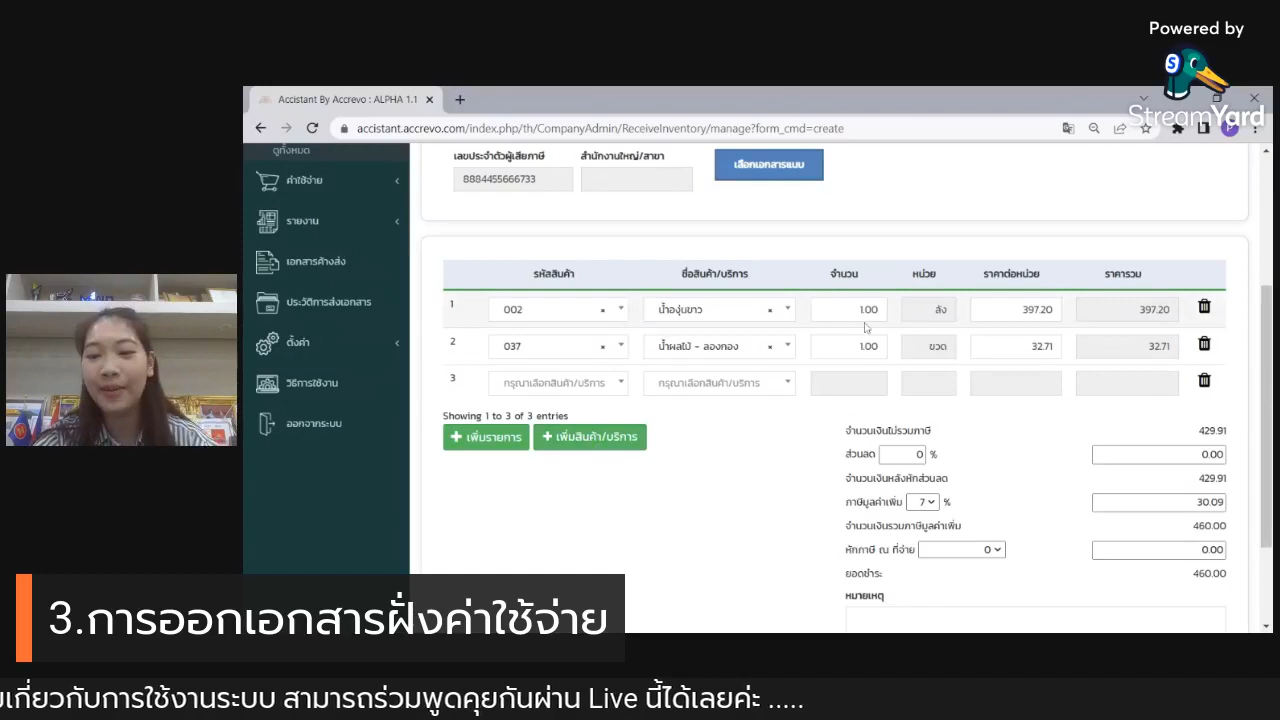 Powered by
S
StreamYard
Accistant By Accrevo : ALPHA 1.1
accistant.accrevo.com/index.php/th/CompanyAdmin/ReceiveInventory/manage?form_cmd=create
P
ดูทั้งหมด
ค่าใช้จ่าย
รายงาน
เอกสารค้างส่ง
ประวัติการส่งเอกสาร
ตั้งค่า
วิธีการใช้งาน
ออกจากระบบ
เลขประจำตัวผู้เสียภาษี สำนักงานใหญ่/สาขา เลือกเอกสารแนบ
8884455666733
รหัสสินค้า ชื่อสินค้า/บริการ จำนวน หน่วย ราคาต่อหน่วย ราคารวม
1 002 × น้ำองุ่นขาว × 1.00 ลัง 397.20 397.20
2 037 × น้ำผลไม้ - ลองกอง × 1.00 ขวด 32.71 32.71
3 กรุณาเลือกสินค้า/บริการ กรุณาเลือกสินค้า/บริการ
Showing 1 to 3 of 3 entries
+ เพิ่มรายการ + เพิ่มสินค้า/บริการ
จำนวนเงินไม่รวมภาษี 429.91
ส่วนลด 0 % 0.00
จำนวนเงินหลังหักส่วนลด 429.91
ภาษีมูลค่าเพิ่ม 7 % 30.09
จำนวนเงินรวมภาษีมูลค่าเพิ่ม 460.00
หักภาษี ณ ที่จ่าย 0 0.00
ยอดชำระ 460.00
หมายเหตุ
3.การออกเอกสารฝั่งค่าใช้จ่าย
เกี่ยวกับการใช้งานระบบ สามารถร่วมพูดคุยกันผ่าน Live นี้ได้เลยค่ะ .....